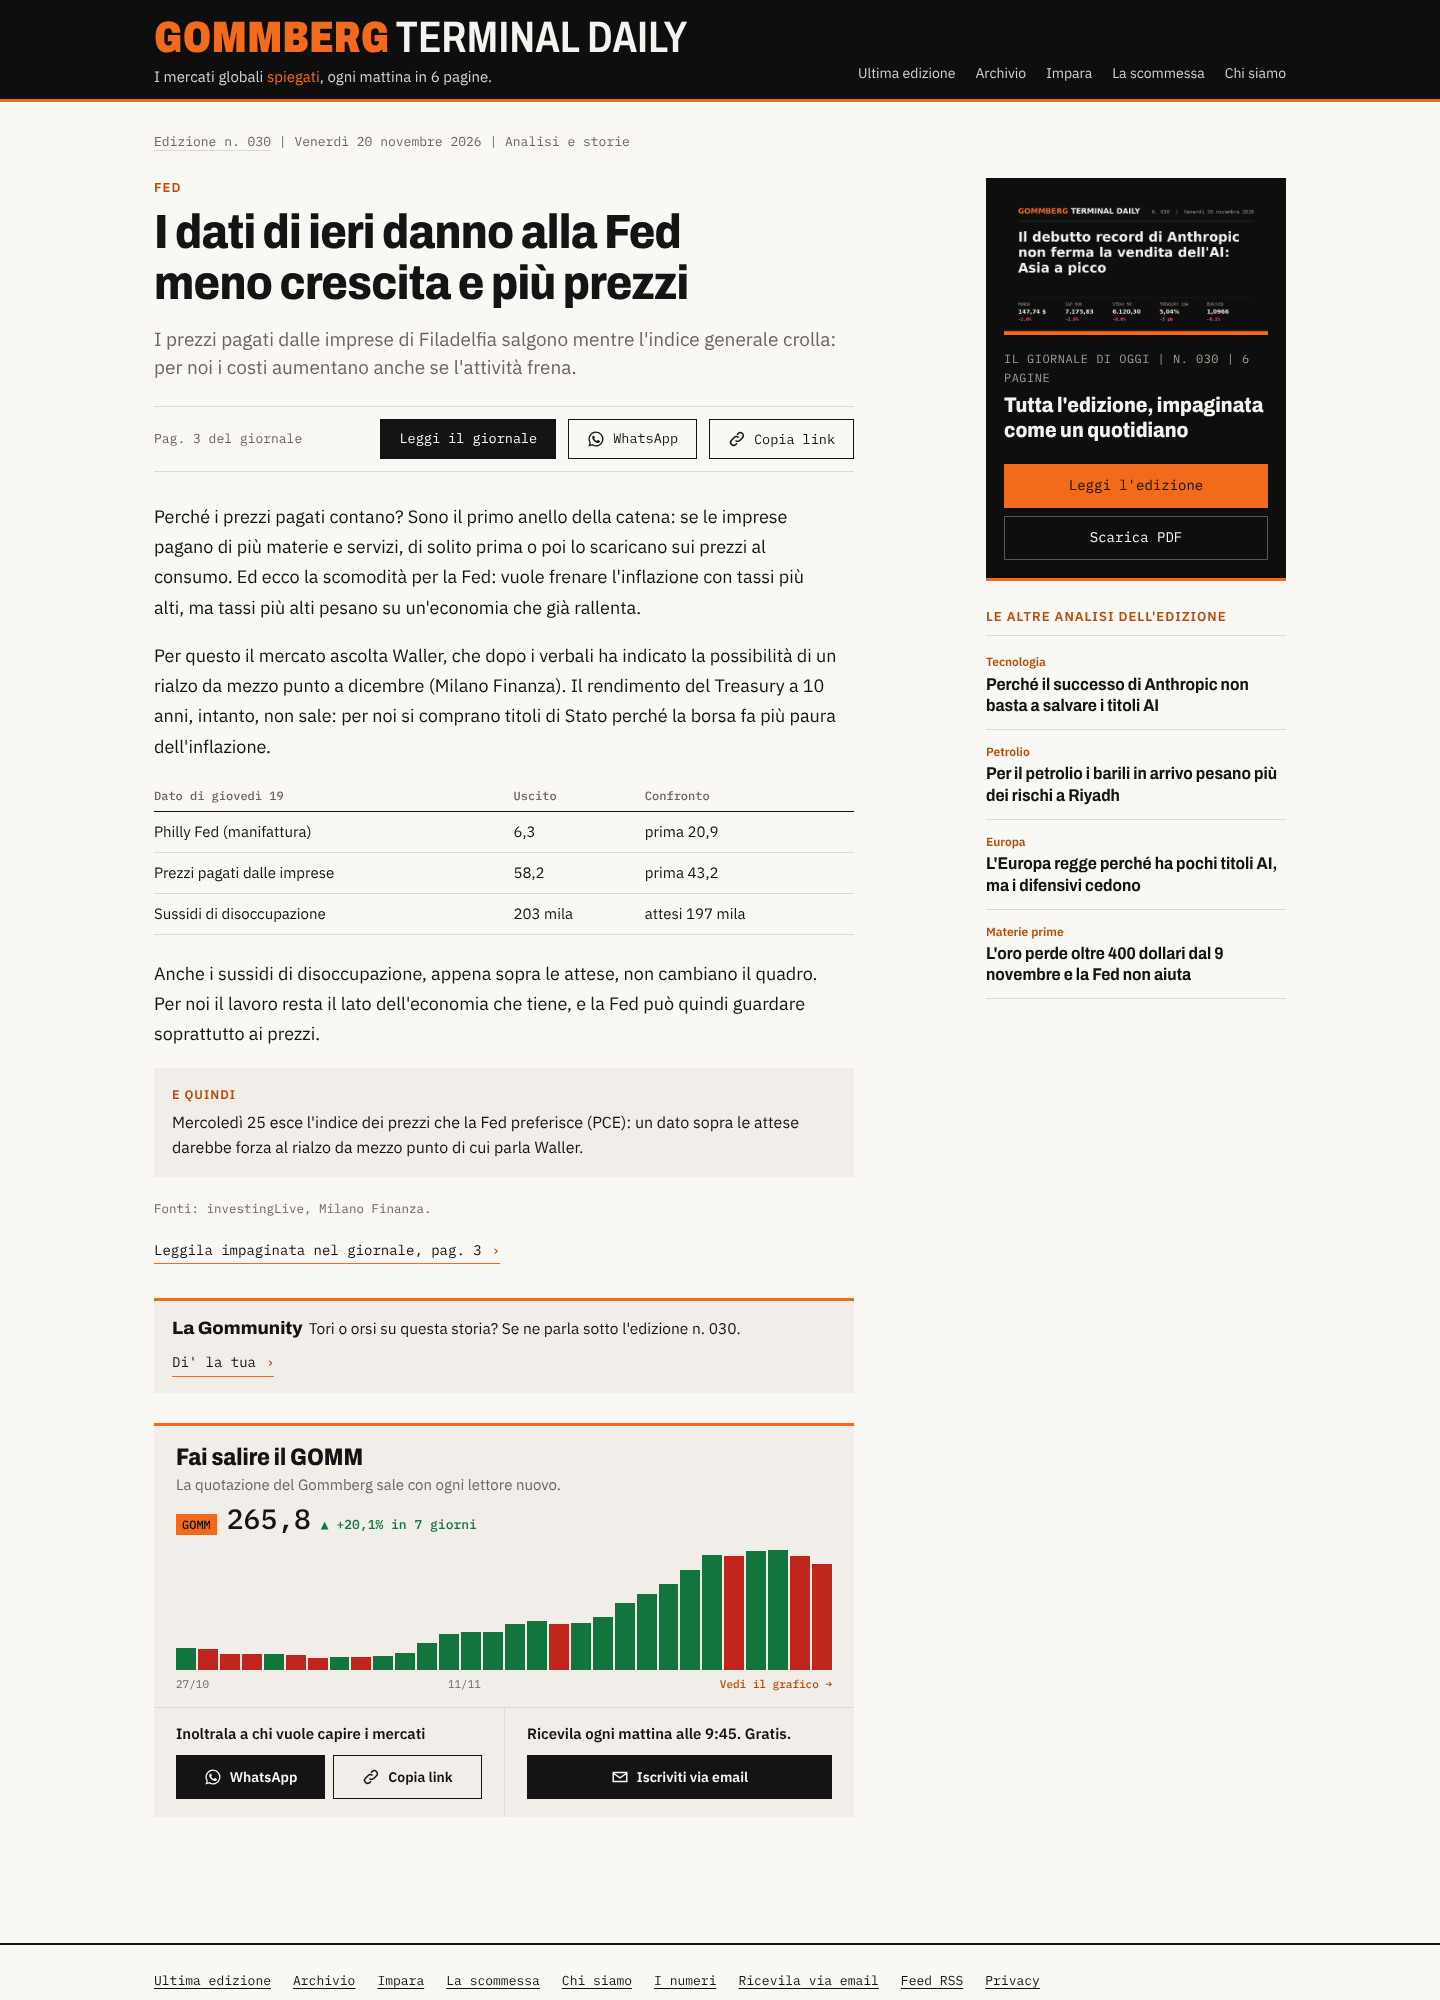 GOMMBERG TERMINAL DAILY
I mercati globali spiegati, ogni mattina in 6 pagine.
Ultima edizione Archivio Impara La scommessa Chi siamo
Edizione n. 030 | Venerdì 20 novembre 2026 | Analisi e storie
FED
I dati di ieri danno alla Fed
meno crescita e più prezzi
I prezzi pagati dalle imprese di Filadelfia salgono mentre l'indice generale crolla:
per noi i costi aumentano anche se l'attività frena.
Pag. 3 del giornale
Leggi il giornale
WhatsApp
Copia link
Perché i prezzi pagati contano? Sono il primo anello della catena: se le imprese
pagano di più materie e servizi, di solito prima o poi lo scaricano sui prezzi al
consumo. Ed ecco la scomodità per la Fed: vuole frenare l'inflazione con tassi più
alti, ma tassi più alti pesano su un'economia che già rallenta.
Per questo il mercato ascolta Waller, che dopo i verbali ha indicato la possibilità di un
rialzo da mezzo punto a dicembre (Milano Finanza). Il rendimento del Treasury a 10
anni, intanto, non sale: per noi si comprano titoli di Stato perché la borsa fa più paura
dell'inflazione.
Dato di giovedì 19 Uscito Confronto
Philly Fed (manifattura) 6,3 prima 20,9
Prezzi pagati dalle imprese 58,2 prima 43,2
Sussidi di disoccupazione 203 mila attesi 197 mila
Anche i sussidi di disoccupazione, appena sopra le attese, non cambiano il quadro.
Per noi il lavoro resta il lato dell'economia che tiene, e la Fed può quindi guardare
soprattutto ai prezzi.
E QUINDI
Mercoledì 25 esce l'indice dei prezzi che la Fed preferisce (PCE): un dato sopra le attese
darebbe forza al rialzo da mezzo punto di cui parla Waller.
Fonti: investingLive, Milano Finanza.
Leggila impaginata nel giornale, pag. 3 ›
La Gommunity Tori o orsi su questa storia? Se ne parla sotto l'edizione n. 030.
Di' la tua ›
Fai salire il GOMM
La quotazione del Gommberg sale con ogni lettore nuovo.
GOMM 265,8 ▲ +20,1% in 7 giorni
27/10 11/11 Vedi il grafico →
Inoltrala a chi vuole capire i mercati
WhatsApp
Copia link
Ricevila ogni mattina alle 9:45. Gratis.
Iscriviti via email
GOMMBERG TERMINAL DAILY N. 030 | Venerdì 20 novembre 2026
Il debutto record di Anthropic
non ferma la vendita dell'AI:
Asia a picco
S&P 500 TREASURY 10A EUR/USD
147,74 $ 7.175,83 6.120,30 5,04% 1,0966
IL GIORNALE DI OGGI | N. 030 | 6
PAGINE
Tutta l'edizione, impaginata
come un quotidiano
Leggi l'edizione
Scarica PDF
LE ALTRE ANALISI DELL'EDIZIONE
Tecnologia
Perché il successo di Anthropic non
basta a salvare i titoli AI
Petrolio
Per il petrolio i barili in arrivo pesano più
dei rischi a Riyadh
Europa
L'Europa regge perché ha pochi titoli AI,
ma i difensivi cedono
Materie prime
L'oro perde oltre 400 dollari dal 9
novembre e la Fed non aiuta
Ultima edizione Archivio Impara La scommessa Chi siamo I numeri Ricevila via email Feed RSS Privacy